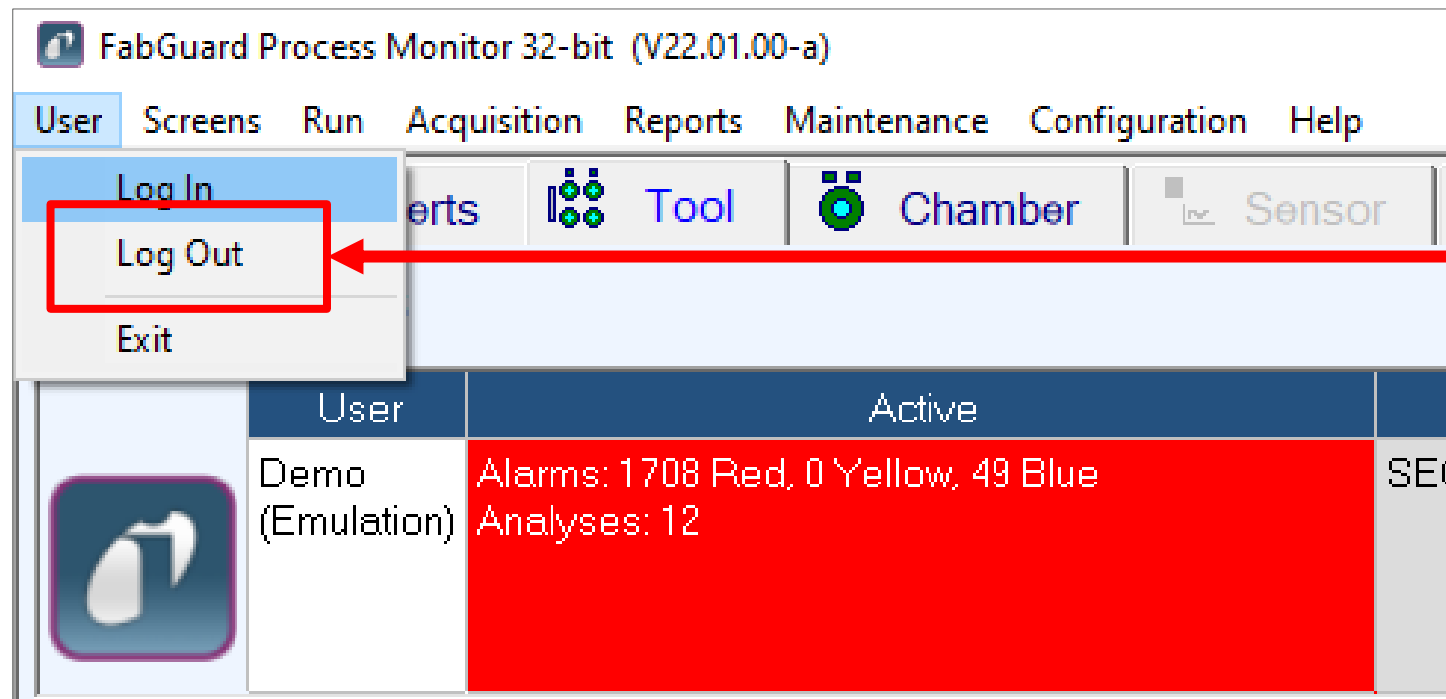 FabGuard Process Monitor 32-bit (V22.01.00-a)
User Screens Run Acquisition Reports Maintenance Configuration Help
Log In
Log Out
Exit
Tool Chamber Sensor
User Active
Demo
(Emulation)
Alarms: 1708 Red, 0 Yellow, 49 Blue
Analyses: 12